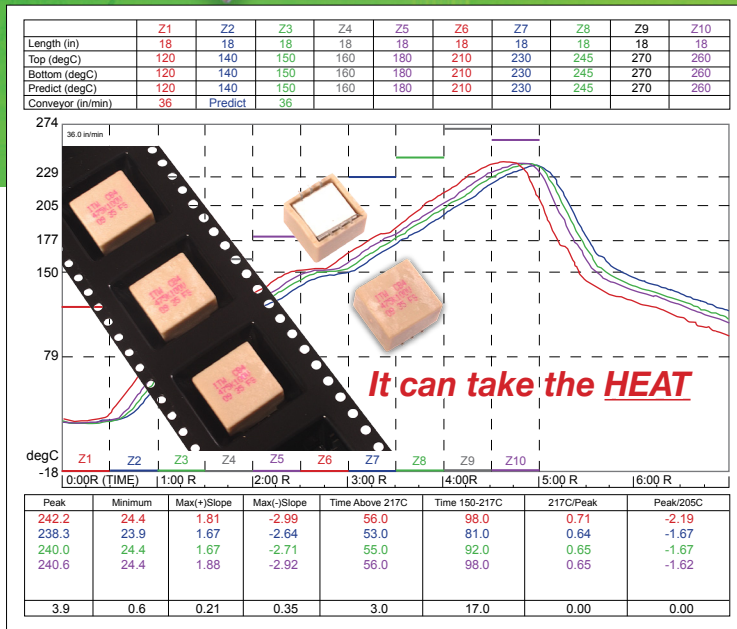 Z1 Z2 Z3 Z4 Z5 Z6 Z7 Z8 Z9 Z10
Length (in) 18 18 18 18 18 18 18 18 18 18
Top (degC) 120 140 150 160 180 210 230 245 270 260
Bottom (degC) 120 140 150 160 180 210 230 245 270 260
Predict (degC) 120 140 150 160 180 210 230 245 270 260
Conveyor (in/min) 36 Predict 36
274
36.0 in/min
229
205
177
150
79
It can take the HEAT
degC
-18
Z1 Z2 Z3 Z4 Z5 Z6 Z7 Z8 Z9 Z10
0:00R (TIME) 1:00 R 2:00 R 3:00 R 4:00R 5:00 R 6:00 R
Peak Minimum Max(+)Slope Max(-)Slope Time Above 217C Time 150-217C 217C/Peak Peak/205C
242.2 24.4 1.81 -2.99 56.0 98.0 0.71 -2.19
238.3 23.9 1.67 -2.64 53.0 81.0 0.64 -1.67
240.0 24.4 1.67 -2.71 55.0 92.0 0.65 -1.67
240.6 24.4 1.88 -2.92 56.0 98.0 0.65 -1.62
3.9 0.6 0.21 0.35 3.0 17.0 0.00 0.00